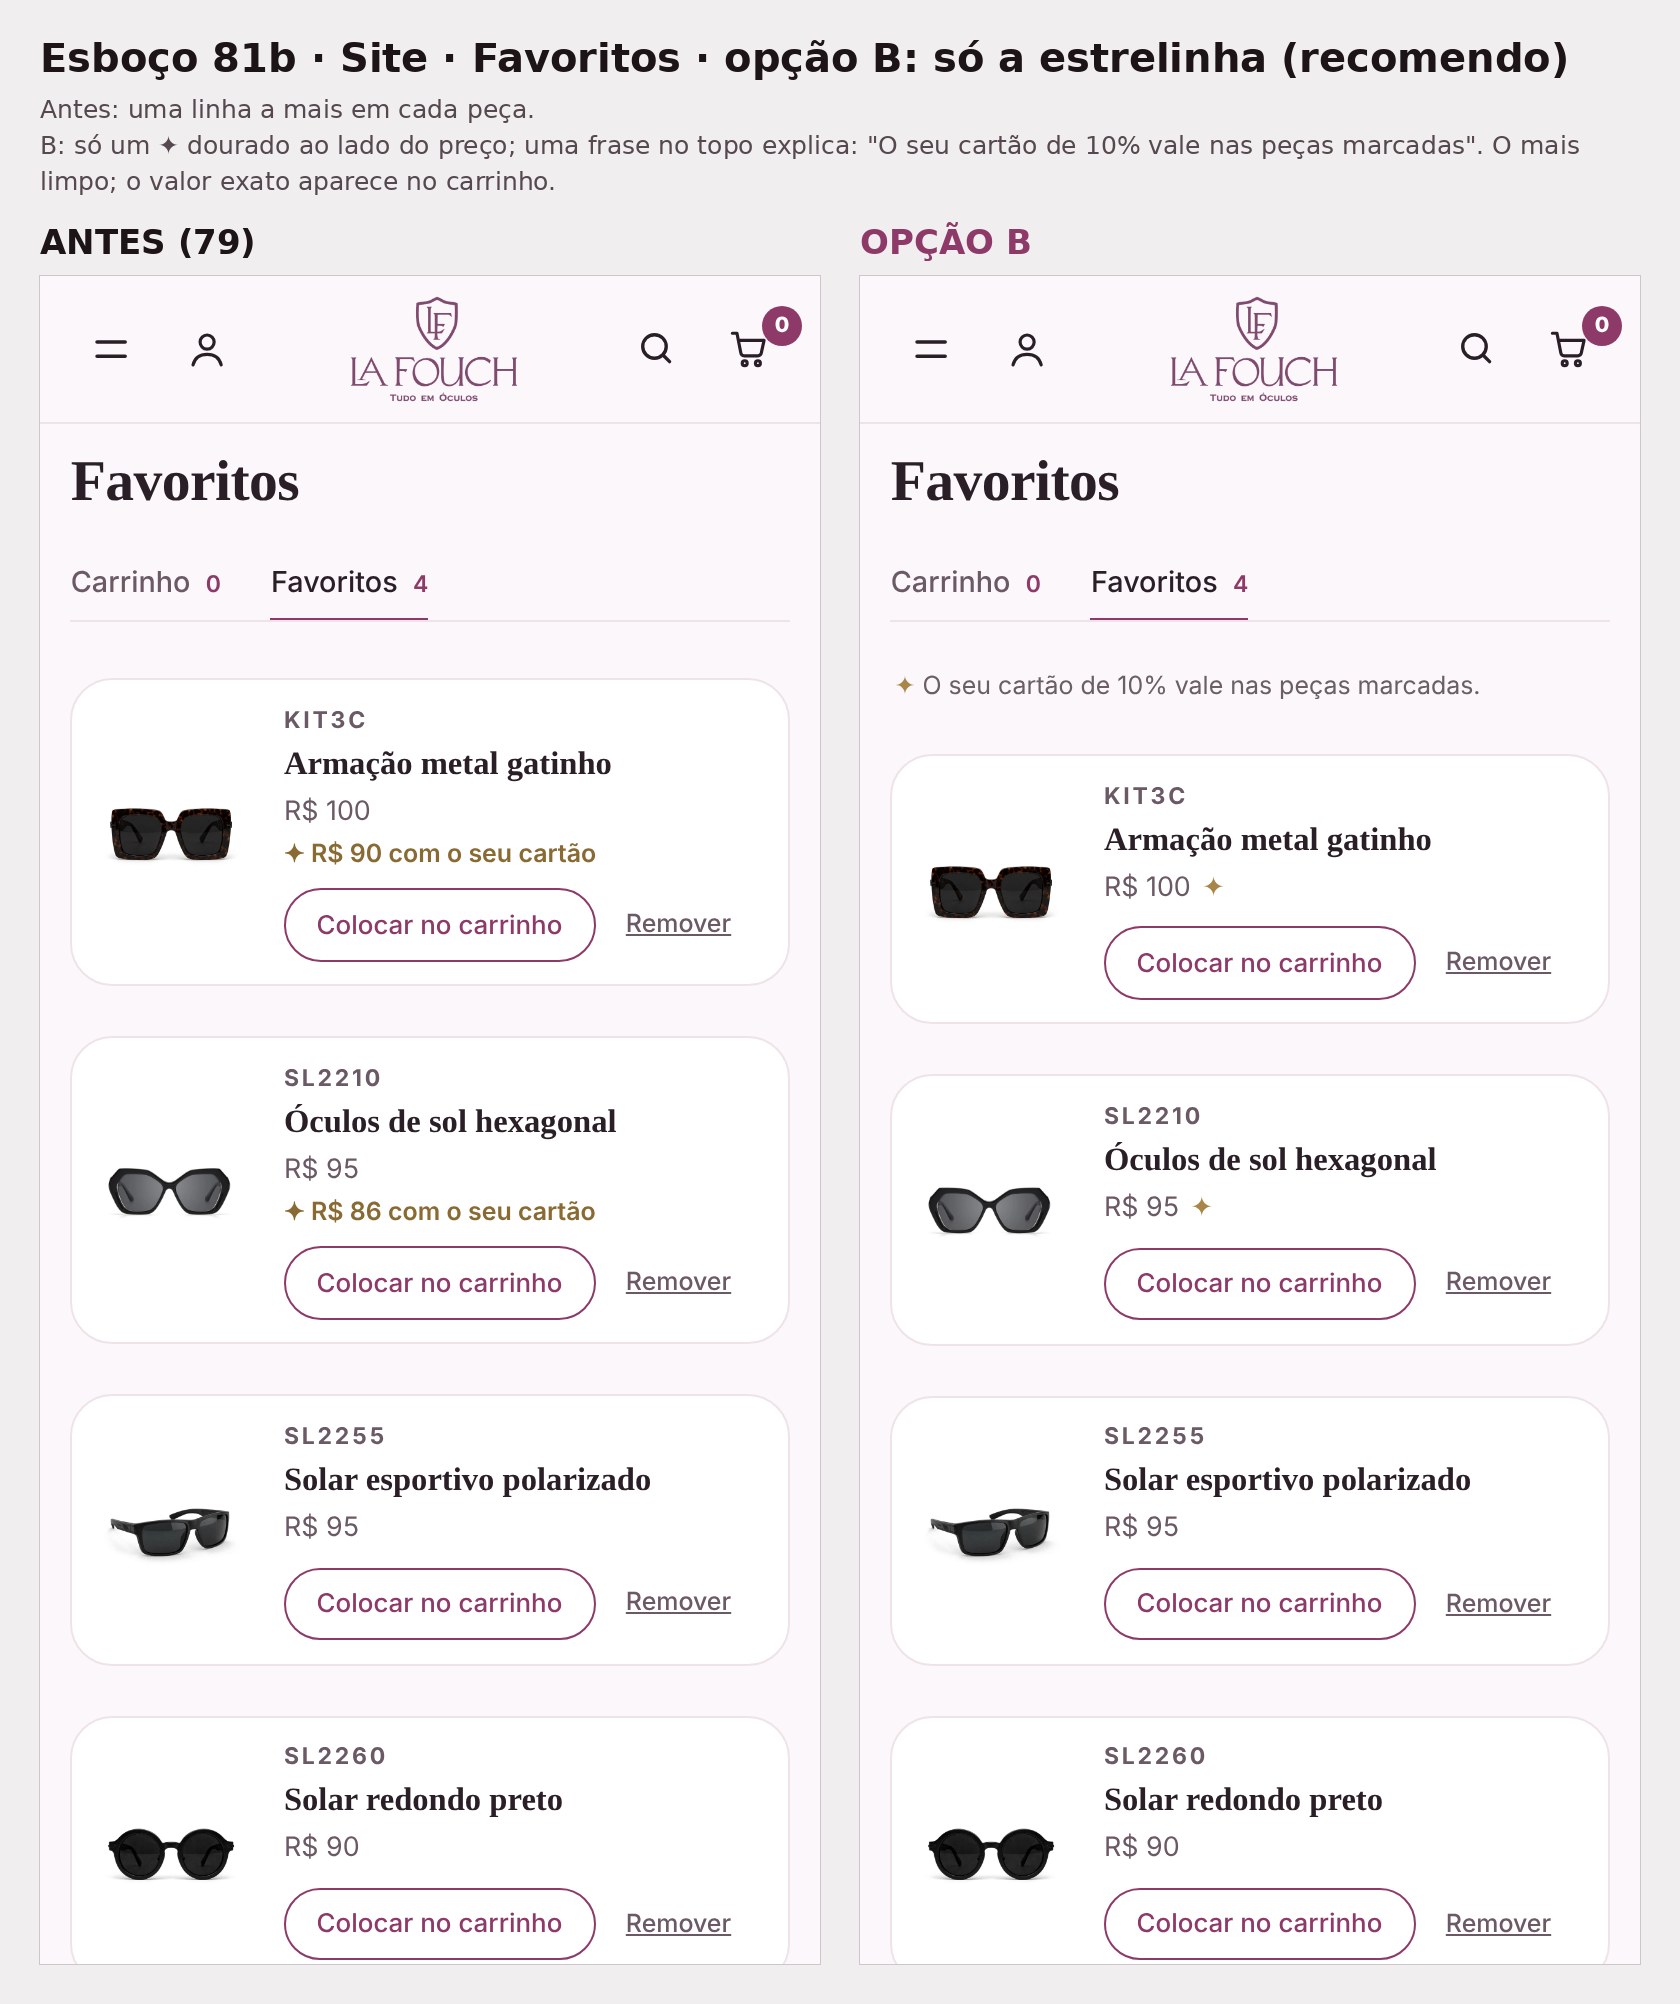 Esboço 81b · Site · Favoritos · opção B: só a estrelinha (recomendo)
Antes: uma linha a mais em cada peça.
B: só um ✦ dourado ao lado do preço; uma frase no topo explica: "O seu cartão de 10% vale nas peças marcadas". O mais
limpo; o valor exato aparece no carrinho.
ANTES (79)
LF
0
LA FOUCH
Tudo em Óculos
Favoritos
Carrinho 0 Favoritos 4
KIT3C
Armação metal gatinho
R$ 100
✦ R$ 90 com o seu cartão
Colocar no carrinho Remover
SL2210
Óculos de sol hexagonal
R$ 95
✦ R$ 86 com o seu cartão
Colocar no carrinho Remover
SL2255
Solar esportivo polarizado
R$ 95
Colocar no carrinho Remover
SL2260
Solar redondo preto
R$ 90
Colocar no carrinho Remover
OPÇÃO B
LF
0
LA FOUCH
Tudo em Óculos
Favoritos
Carrinho 0 Favoritos 4
✦ O seu cartão de 10% vale nas peças marcadas.
KIT3C
Armação metal gatinho
R$ 100 ✦
Colocar no carrinho Remover
SL2210
Óculos de sol hexagonal
R$ 95 ✦
Colocar no carrinho Remover
SL2255
Solar esportivo polarizado
R$ 95
Colocar no carrinho Remover
SL2260
Solar redondo preto
R$ 90
Colocar no carrinho Remover